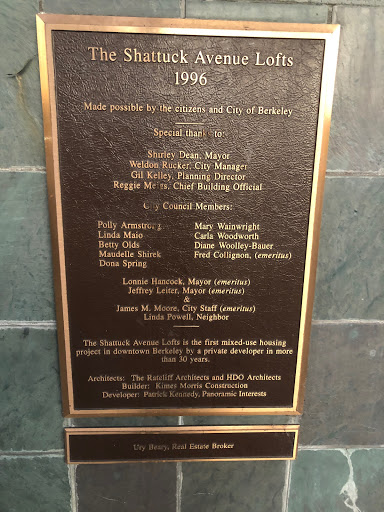 The Shattuck Avenue Lofts
1996
Made possible by the citizens and City of Berkeley
Special thanks to:
Shirley Dean, Mayor
Weldon Rucker, City Manager
Gil Kelley, Planning Director
Reggie Meigs, Chief Building Official
City Council Members:
Polly Armstrong
Linda Maio
Betty Olds
Maudelle Shirek
Dona Spring
Mary Wainwright
Carla Woodworth
Diane Woolley-Bauer
Fred Collignon, (emeritus)
Lonnie Hancock, Mayor (emeritus)
Jeffrey Leiter, Mayor (emeritus)
&
James M. Moore, City Staff (emeritus)
Linda Powell, Neighbor
The Shattuck Avenue Lofts is the first mixed-use housing
project in downtown Berkeley by a private developer in more
than 30 years.
Architects: The Ratcliff Architects and HDO Architects
Builder: Kimes Morris Construction
Developer: Patrick Kennedy, Panoramic Interests
Ury Beary, Real Estate Broker